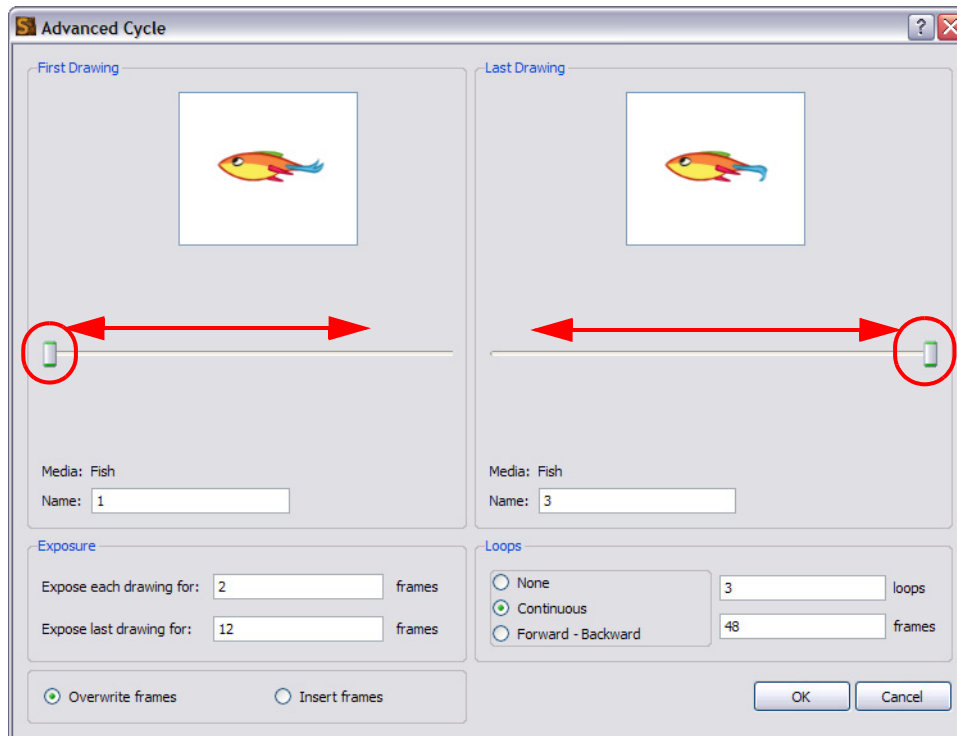 Advanced Cycle
First Drawing
Media: Fish
Name: 1
Last Drawing
Media: Fish
Name: 3
Exposure
Expose each drawing for: 2 frames
Expose last drawing for: 12 frames
Loops
None
Continuous
Forward - Backward
3 loops
48 frames
Overwrite frames
Insert frames
OK
Cancel